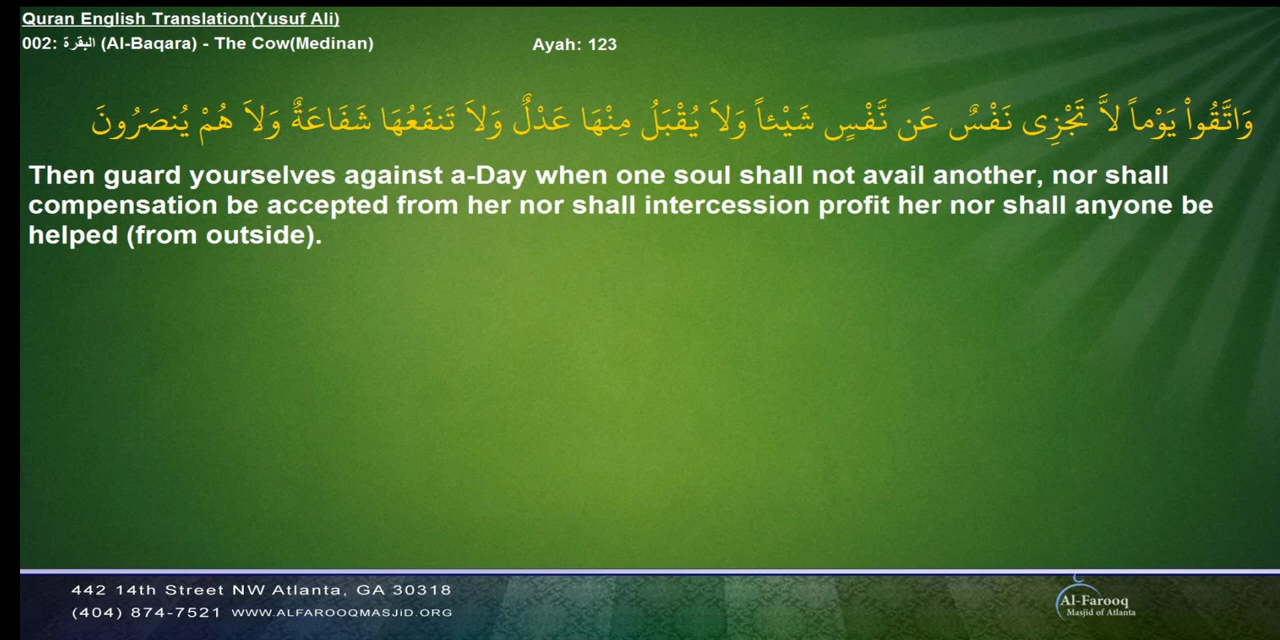 Quran English Translation(Yusuf Ali)
002: البقرة (Al-Baqara) - The Cow(Medinan)
Ayah: 123
وَاتَّقُواْ يَوْماً لاَّ تَجْزِى نَفْسٌ عَن نَّفْسٍ شَيْئاً وَلاَ يُقْبَلُ مِنْهَا عَدْلٌ وَلاَ تَنفَعُهَا شَفَاعَةٌ وَلاَ هُمْ يُنصَرُونَ
Then guard yourselves against a-Day when one soul shall not avail another, nor shall
compensation be accepted from her nor shall intercession profit her nor shall anyone be
helped (from outside).
442 14th Street NW Atlanta, GA 30318
(404) 874-7521 WWW.ALFAROOQMASJiD.ORG
Al-Farooq
Masjid of Atlanta